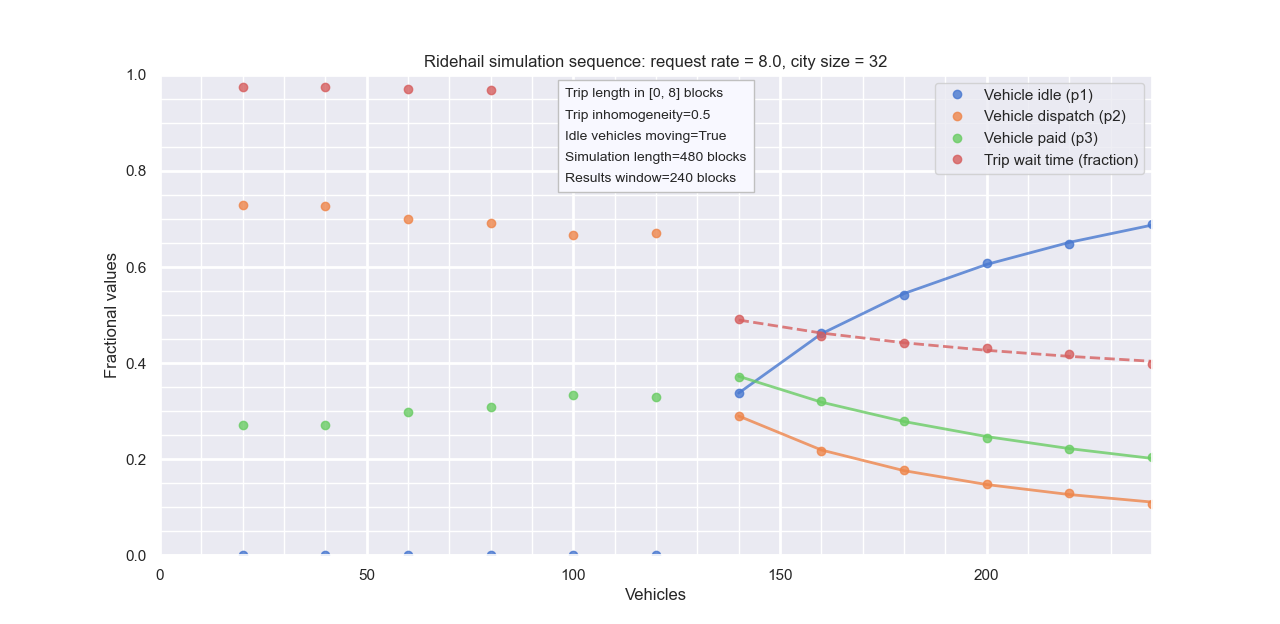 Ridehail simulation sequence: request rate = 8.0, city size = 32
1.0
0.8
0.6
0.4
0.2
0.0
Fractional values
Trip length in [0, 8] blocks
Trip inhomogeneity=0.5
Idle vehicles moving=True
Simulation length=480 blocks
Results window=240 blocks
Vehicle idle (p1)
Vehicle dispatch (p2)
Vehicle paid (p3)
Trip wait time (fraction)
0 50 100 150 200
Vehicles